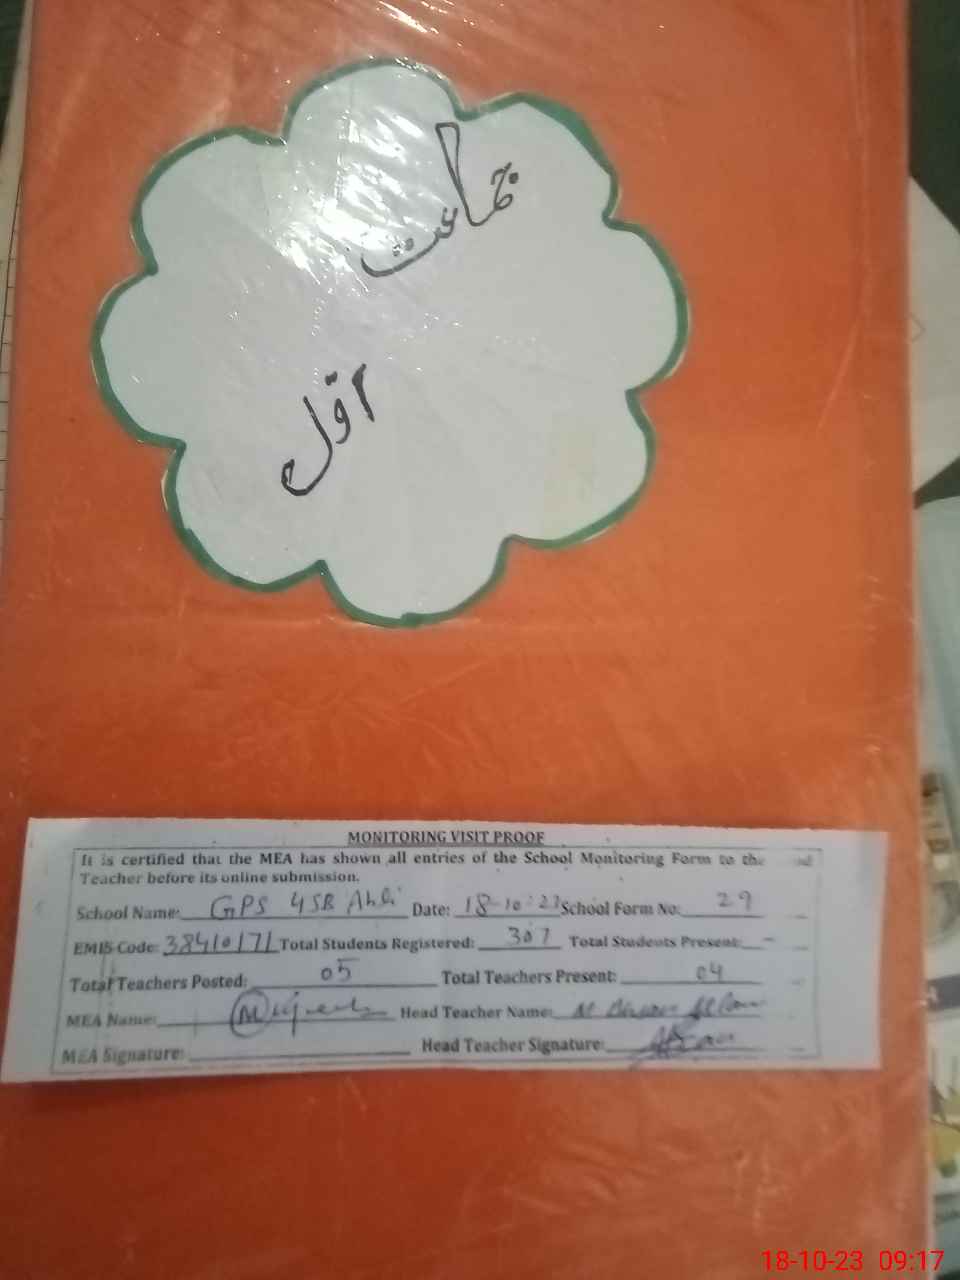 جماعت
اوّل
MONITORING VISIT PROOF
It is certified that the MEA has shown all entries of the School Monitoring Form to the
Teacher before its online submission.
School Name: GPS 4SB Date: 18-10-23 School Form No: 29
EMIS Code: 38410171 Total Students Registered: 307 Total Students Present: -
Total Teachers Posted: 05 Total Teachers Present: 04
MEA Name: Head Teacher Name:
MEA Signature: Head Teacher Signature:
18-10-23 09:17